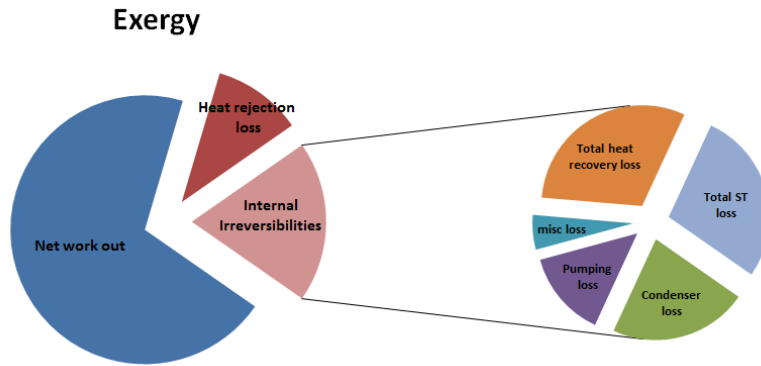 Exergy
Heat rejection
loss
Internal
Irreversibilities
Net work out
Total heat
recovery loss
Total ST
loss
misc loss
Pumping
loss
Condenser
loss